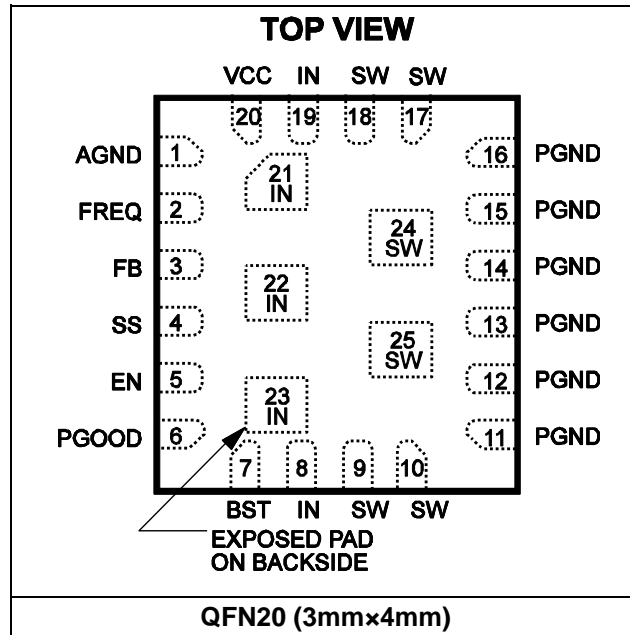 TOP VIEW
VCC IN SW SW
20 19 18 17
AGND 1 16 PGND
21
IN
FREQ 2 15 PGND
24
SW
FB 3 14 PGND
22
IN
SS 4 13 PGND
25
SW
EN 5 12 PGND
23
IN
PGOOD 6 11 PGND
7 8 9 10
BST IN SW SW
EXPOSED PAD
ON BACKSIDE
QFN20 (3mm×4mm)